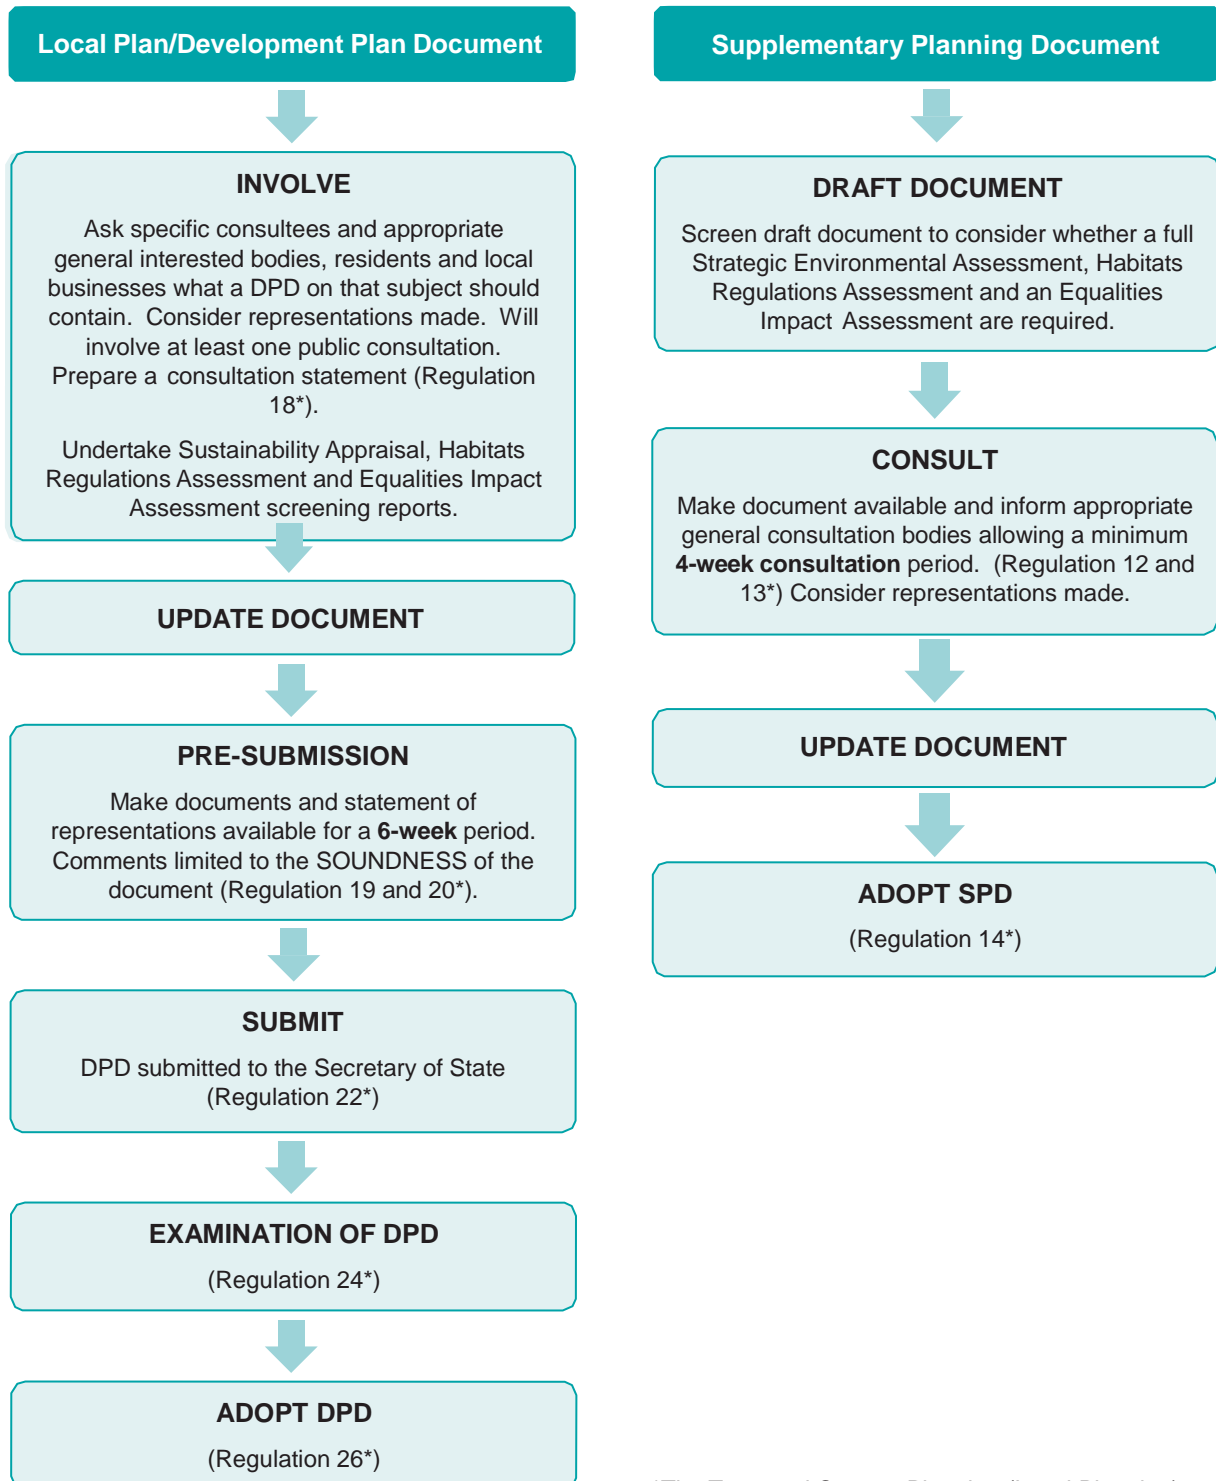 Local Plan/Development Plan Document
INVOLVE
Ask specific consultees and appropriate
general interested bodies, residents and local
businesses what a DPD on that subject should
contain. Consider representations made. Will
involve at least one public consultation.
Prepare a consultation statement (Regulation
18*).
Undertake Sustainability Appraisal, Habitats
Regulations Assessment and Equalities Impact
Assessment screening reports.
UPDATE DOCUMENT
PRE-SUBMISSION
Make documents and statement of
representations available for a 6-week period.
Comments limited to the SOUNDNESS of the
document (Regulation 19 and 20*).
SUBMIT
DPD submitted to the Secretary of State
(Regulation 22*)
EXAMINATION OF DPD
(Regulation 24*)
ADOPT DPD
(Regulation 26*)
Supplementary Planning Document
DRAFT DOCUMENT
Screen draft document to consider whether a full
Strategic Environmental Assessment, Habitats
Regulations Assessment and an Equalities
Impact Assessment are required.
CONSULT
Make document available and inform appropriate
general consultation bodies allowing a minimum
4-week consultation period. (Regulation 12 and
13*) Consider representations made.
UPDATE DOCUMENT
ADOPT SPD
(Regulation 14*)